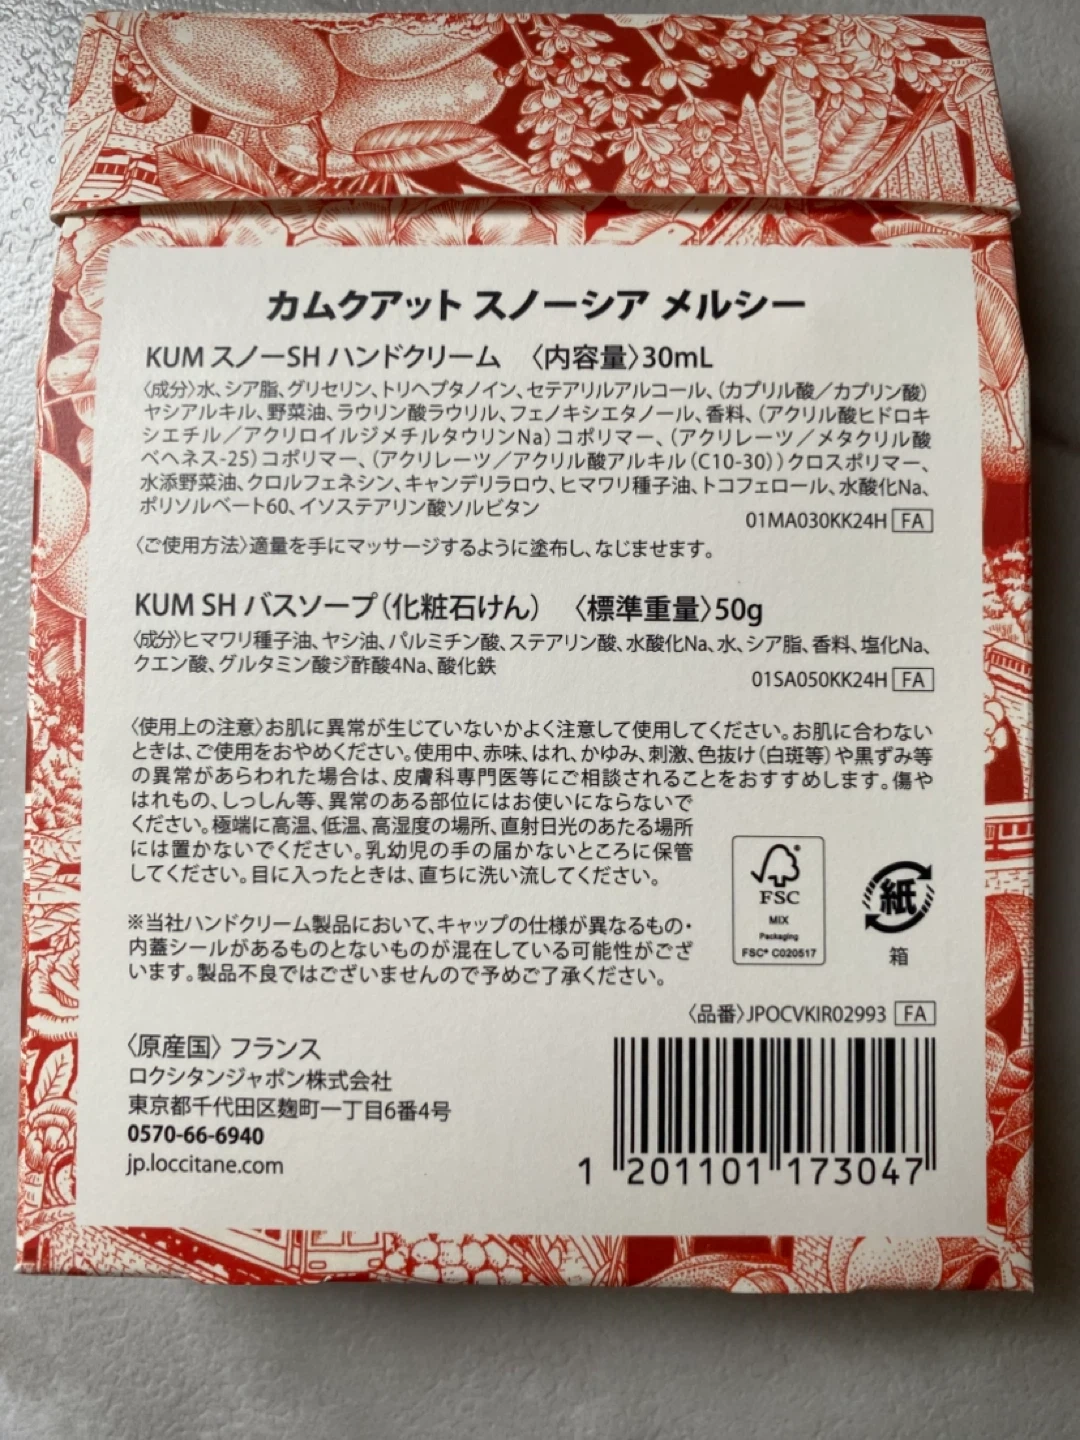 カムクアット スノーシア メルシー
KUM スノーSH ハンドクリーム 〈内容量〉30mL
〈成分〉水、シア脂、グリセリン、トリヘプタノイン、セテアリルアルコール、(カプリル酸／カプリン酸)
ヤシアルキル、野菜油、ラウリン酸ラウリル、フェノキシエタノール、香料、(アクリル酸ヒドロキ
シエチル／アクリロイルジメチルタウリンNa)コポリマー、(アクリレーツ／メタクリル酸
ベヘネス-25)コポリマー、(アクリレーツ／アクリル酸アルキル(C10-30))クロスポリマー、
水添野菜油、クロルフェネシン、キャンデリラロウ、ヒマワリ種子油、トコフェロール、水酸化Na、
ポリソルベート60、イソステアリン酸ソルビタン
01MA030KK24H FA
〈ご使用方法〉適量を手にマッサージするように塗布し、なじませます。
KUM SH バスソープ(化粧石けん) 〈標準重量〉50g
〈成分〉ヒマワリ種子油、ヤシ油、パルミチン酸、ステアリン酸、水酸化Na、水、シア脂、香料、塩化Na、
クエン酸、グルタミン酸ジ酢酸4Na、酸化鉄
01SA050KK24H FA
〈使用上の注意〉お肌に異常が生じていないかよく注意して使用してください。お肌に合わない
ときは、ご使用をおやめください。使用中、赤味、はれ、かゆみ、刺激、色抜け(白斑等)や黒ずみ等
の異常があらわれた場合は、皮膚科専門医等にご相談されることをおすすめします。傷や
はれもの、しっしん等、異常のある部位にはお使いにならないで
ください。極端に高温、低温、高湿度の場所、直射日光のあたる場所
には置かないでください。乳幼児の手の届かないところに保管
してください。目に入ったときは、直ちに洗い流してください。
※当社ハンドクリーム製品において、キャップの仕様が異なるもの・
内蓋シールがあるものとないものが混在している可能性がござ
います。製品不良ではございませんので予めご了承ください。
FSC
MIX
Packaging
FSC® C020517
紙
箱
〈品番〉JPOCVKIR02993 FA
〈原産国〉フランス
ロクシタンジャポン株式会社
東京都千代田区麹町一丁目6番4号
0570-66-6940
jp.loccitane.com
1 201101 173047